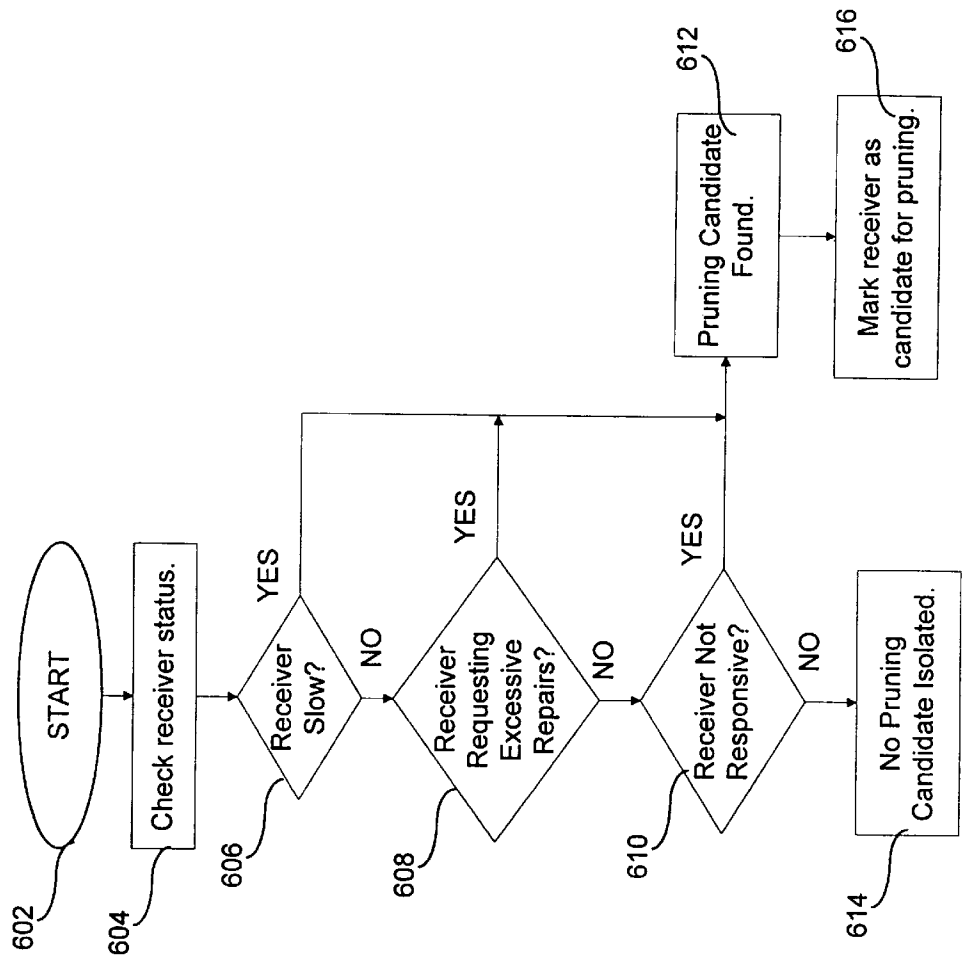 602
START
604
Check receiver status.
606
Receiver
Slow?
YES
NO
608
Receiver
Requesting
Excessive
Repairs?
YES
NO
610
Receiver Not
Responsive?
YES
NO
612
Pruning Candidate
Found.
614
No Pruning
Candidate Isolated.
616
Mark receiver as
candidate for pruning.